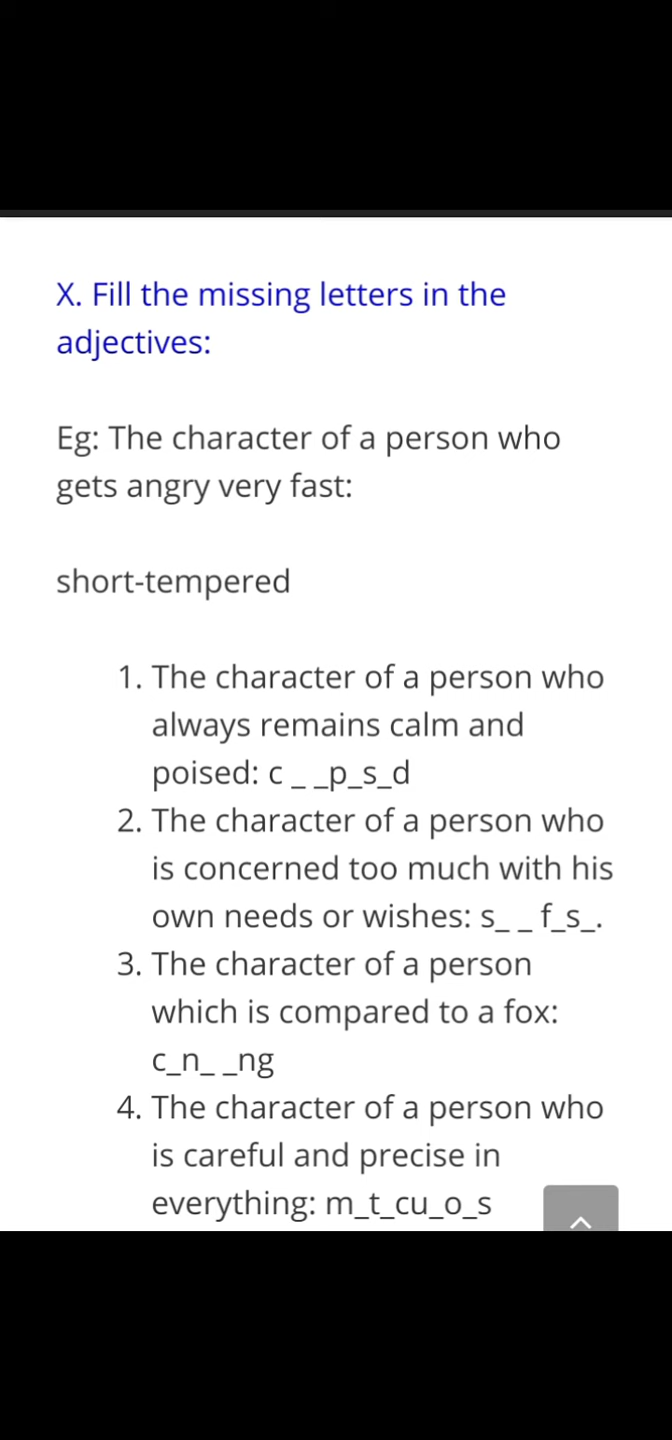 X. Fill the missing letters in the
adjectives:
Eg: The character of a person who
gets angry very fast:
short-tempered
1. The character of a person who
always remains calm and
poised: c _ _p_s_d
2. The character of a person who
is concerned too much with his
own needs or wishes: s_ _ f_s_.
3. The character of a person
which is compared to a fox:
c_n_ _ng
4. The character of a person who
is careful and precise in
everything: m_t_cu_o_s